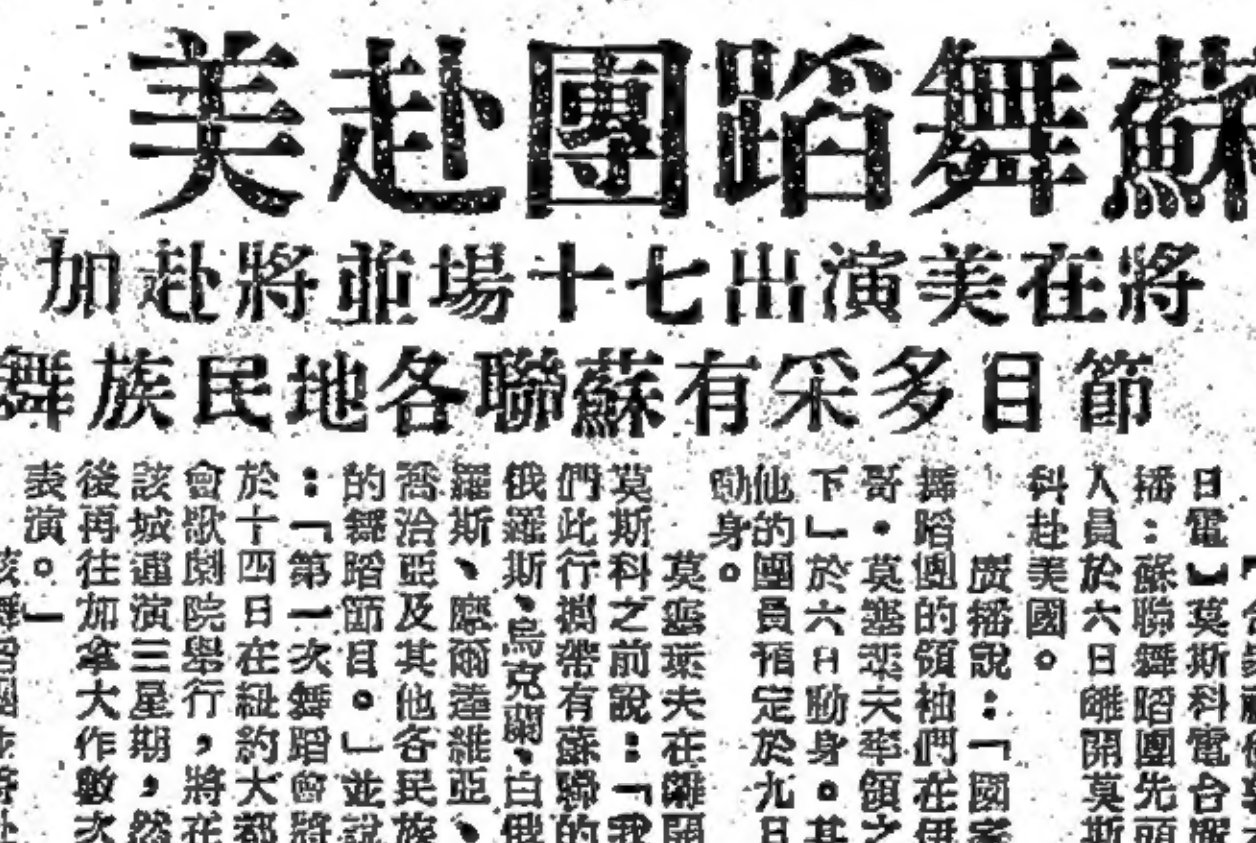 蘇舞蹈團赴美
將在美演出七十場並將赴加
節目多采有蘇聯各地民族舞
日電】莫斯科電台廣
播：蘇聯舞蹈團先頭
人員於六日離開莫斯
科赴美國。
廣播說：「國家
舞蹈團的領袖們在伊
哥・莫塞葉夫率領之
下」於六日動身。其
他的團員預定於九日
動身。
莫塞葉夫在離開
莫斯科之前說：「我
們此行攜帶有蘇聯的
俄羅斯、烏克蘭、白俄
羅斯、摩爾達維亞、
喬治亞及其他各民族
的舞蹈節目。」並說
：「第一次舞蹈會將
於十四日在紐約大都
會歌劇院舉行，將在
該城連演三星期，然
後再往加拿大作數次
表演。」